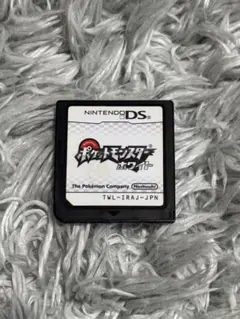 NINTENDO DS
ポケットモンスター
ホワイト
The Pokémon Company
Nintendo
TWL-IRAJ-JPN